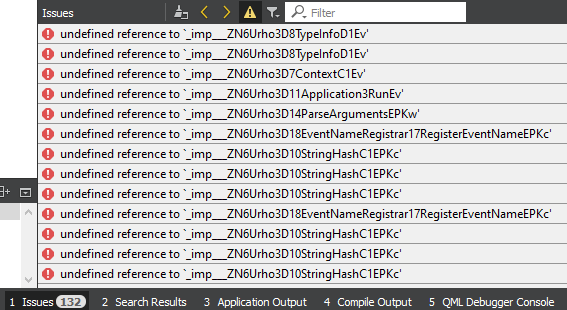 Issues
Filter
undefined reference to `_imp___ZN6Urho3D8TypeInfoD1Ev'
undefined reference to `_imp___ZN6Urho3D8TypeInfoD1Ev'
undefined reference to `_imp___ZN6Urho3D7ContextC1Ev'
undefined reference to `_imp___ZN6Urho3D11Application3RunEv'
undefined reference to `_imp___ZN6Urho3D14ParseArgumentsEPKw'
undefined reference to `_imp___ZN6Urho3D18EventNameRegistrar17RegisterEventNameEPKc'
undefined reference to `_imp___ZN6Urho3D10StringHashC1EPKc'
undefined reference to `_imp___ZN6Urho3D10StringHashC1EPKc'
undefined reference to `_imp___ZN6Urho3D10StringHashC1EPKc'
undefined reference to `_imp___ZN6Urho3D18EventNameRegistrar17RegisterEventNameEPKc'
undefined reference to `_imp___ZN6Urho3D10StringHashC1EPKc'
undefined reference to `_imp___ZN6Urho3D10StringHashC1EPKc'
undefined reference to `_imp___ZN6Urho3D10StringHashC1EPKc'
1 Issues 132 2 Search Results 3 Application Output 4 Compile Output 5 QML Debugger Console